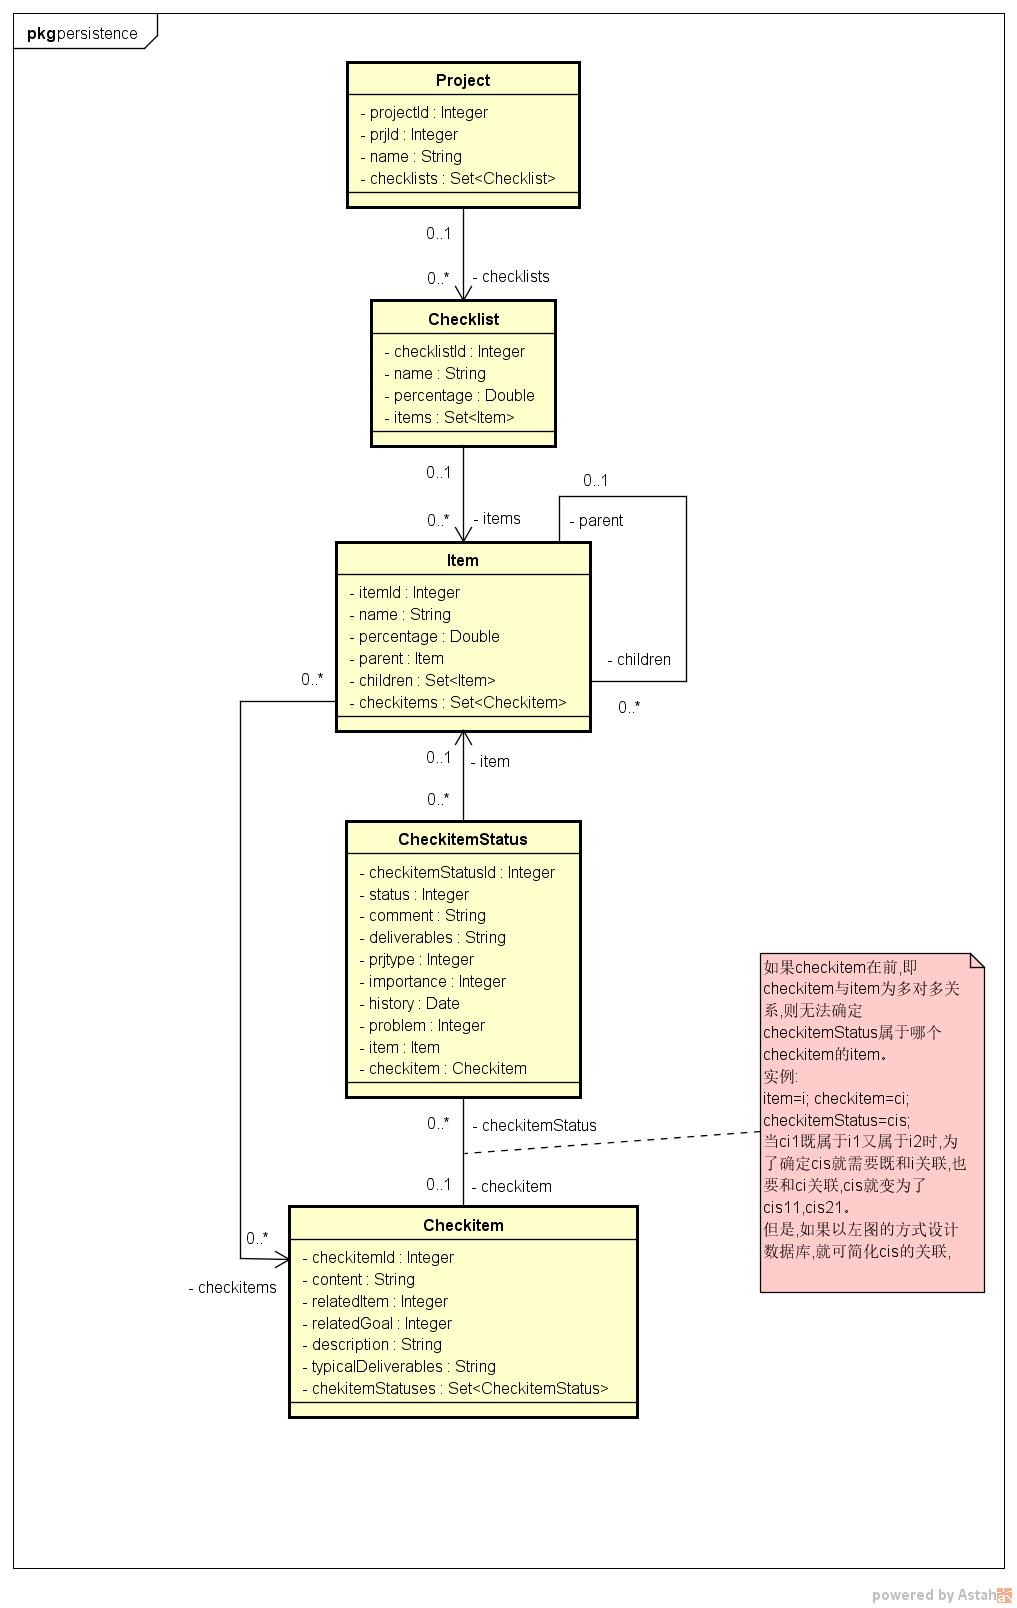 pkg persistence
Project
- projectId : Integer
- prjId : Integer
- name : String
- checklists : Set<Checklist>
0..1
0..*
- checklists
Checklist
- checklistId : Integer
- name : String
- percentage : Double
- items : Set<Item>
0..1
0..1
- parent
0..*
- items
Item
- itemId : Integer
- name : String
- percentage : Double
- parent : Item
- children : Set<Item>
- checkitems : Set<Checkitem>
- children
0..*
0..*
0..1
- item
0..*
CheckitemStatus
- checkitemStatusId : Integer
- status : Integer
- comment : String
- deliverables : String
- prjtype : Integer
- importance : Integer
- history : Date
- problem : Integer
- item : Item
- checkitem : Checkitem
如果checkitem在前,即
checkitem与item为多对多关
系,则无法确定
checkitemStatus属于哪个
checkitem的item。
实例:
item=i; checkitem=ci;
checkitemStatus=cis;
当ci1既属于i1又属于i2时,为
了确定cis就需要既和i关联,也
要和ci关联,cis就变为了
cis11,cis21。
但是,如果以左图的方式设计
数据库,就可简化cis的关联,
0..*
- checkitemStatus
0..1
- checkitem
0..*
- checkitems
Checkitem
- checkitemId : Integer
- content : String
- relatedItem : Integer
- relatedGoal : Integer
- description : String
- typicalDeliverables : String
- chekitemStatuses : Set<CheckitemStatus>
powered by Astah